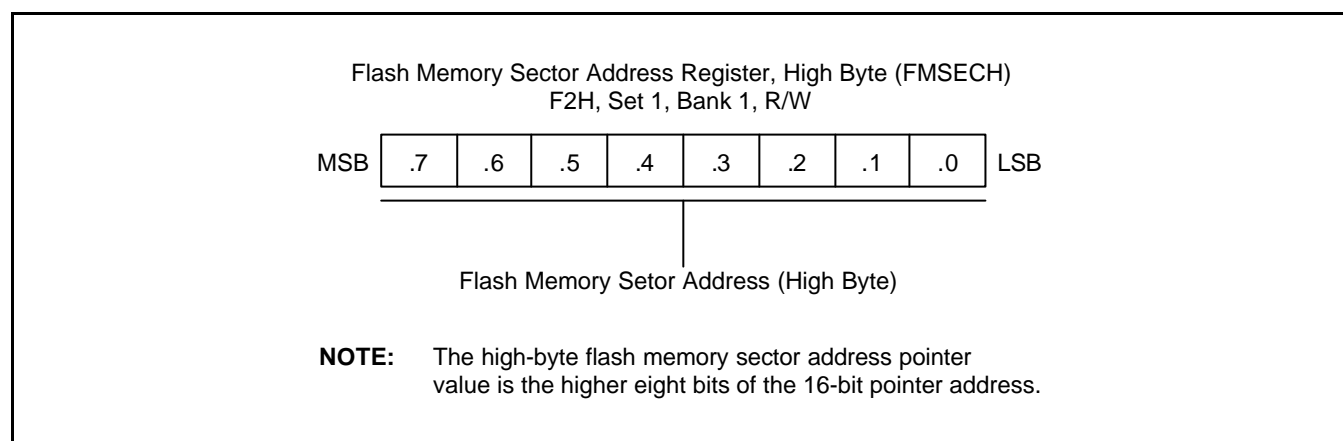 Flash Memory Sector Address Register, High Byte (FMSECH)
F2H, Set 1, Bank 1, R/W
MSB .7 .6 .5 .4 .3 .2 .1 .0 LSB
Flash Memory Setor Address (High Byte)
NOTE: The high-byte flash memory sector address pointer
value is the higher eight bits of the 16-bit pointer address.